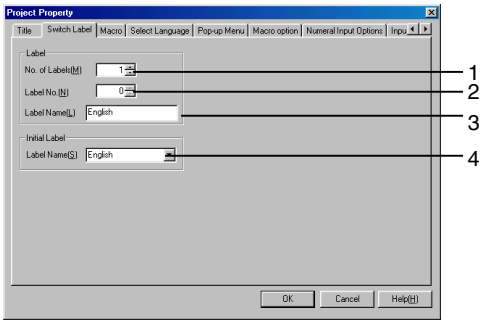 Project Property
Title Switch Label Macro Select Language Pop-up Menu Macro option Numeral Input Options Inpu
Label
No. of Labels[M] 1 1
Label No.[N] 0 2
Label Name[L] English 3
Initial Label
Label Name[S] English 4
OK Cancel Help(H)